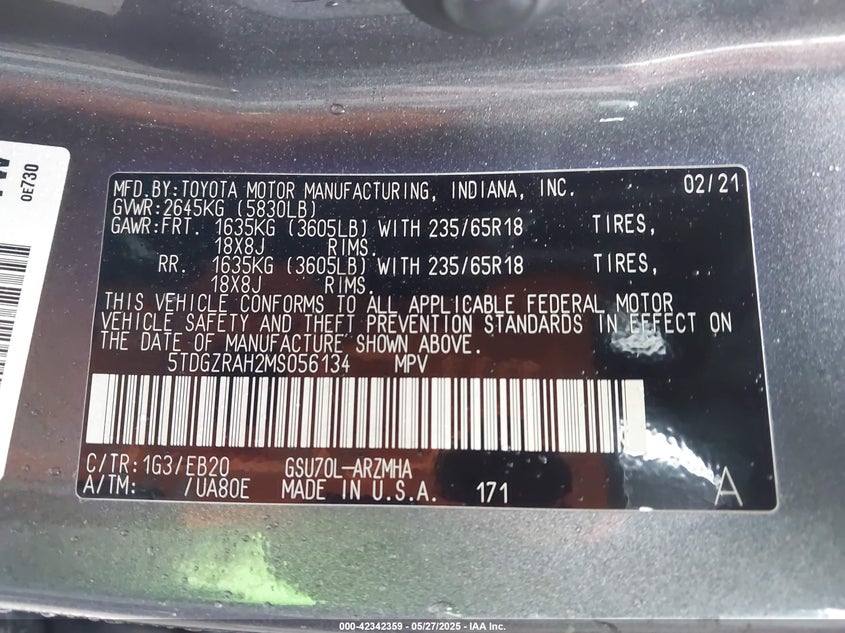 0E730
MFD.BY:TOYOTA MOTOR MANUFACTURING, INDIANA, INC. 02/21
GVWR:2645KG (5830LB)
GAWR:FRT. 1635KG (3605LB) WITH 235/65R18 TIRES,
18X8J RIMS.
RR. 1635KG (3605LB) WITH 235/65R18 TIRES,
18X8J RIMS.
THIS VEHICLE CONFORMS TO ALL APPLICABLE FEDERAL MOTOR
VEHICLE SAFETY AND THEFT PREVENTION STANDARDS IN EFFECT ON
THE DATE OF MANUFACTURE SHOWN ABOVE.
5TDGZRAH2MS056134 MPV
C/TR:1G3/EB20 GSU70L-ARZMHA
A/TM: /UA80E MADE IN U.S.A. 171 A
000-42342359 — 05/27/2025 — IAA Inc.